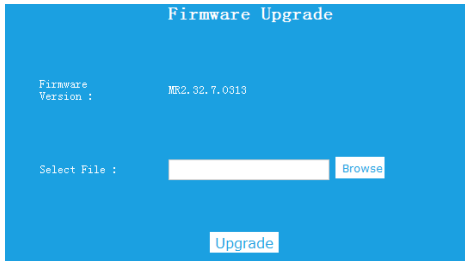 Firmware Upgrade
Firmware
Version :
MR2.32.7.0313
Select File :
Browse
Upgrade